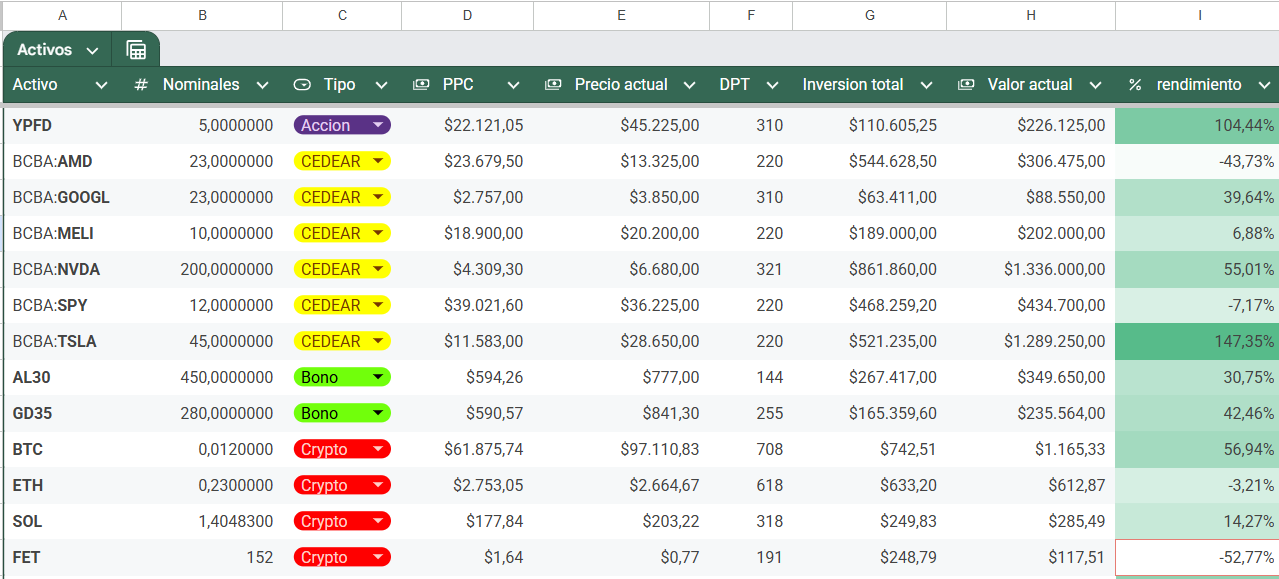 A B C D E F G H I
Activos
Activo # Nominales Tipo PPC Precio actual DPT Inversion total Valor actual % rendimiento
YPFD 5,0000000 Accion $22.121,05 $45.225,00 310 $110.605,25 $226.125,00 104,44%
BCBA:AMD 23,0000000 CEDEAR $23.679,50 $13.325,00 220 $544.628,50 $306.475,00 -43,73%
BCBA:GOOGL 23,0000000 CEDEAR $2.757,00 $3.850,00 310 $63.411,00 $88.550,00 39,64%
BCBA:MELI 10,0000000 CEDEAR $18.900,00 $20.200,00 220 $189.000,00 $202.000,00 6,88%
BCBA:NVDA 200,0000000 CEDEAR $4.309,30 $6.680,00 321 $861.860,00 $1.336.000,00 55,01%
BCBA:SPY 12,0000000 CEDEAR $39.021,60 $36.225,00 220 $468.259,20 $434.700,00 -7,17%
BCBA:TSLA 45,0000000 CEDEAR $11.583,00 $28.650,00 220 $521.235,00 $1.289.250,00 147,35%
AL30 450,0000000 Bono $594,26 $777,00 144 $267.417,00 $349.650,00 30,75%
GD35 280,0000000 Bono $590,57 $841,30 255 $165.359,60 $235.564,00 42,46%
BTC 0,0120000 Crypto $61.875,74 $97.110,83 708 $742,51 $1.165,33 56,94%
ETH 0,2300000 Crypto $2.753,05 $2.664,67 618 $633,20 $612,87 -3,21%
SOL 1,4048300 Crypto $177,84 $203,22 318 $249,83 $285,49 14,27%
FET 152 Crypto $1,64 $0,77 191 $248,79 $117,51 -52,77%